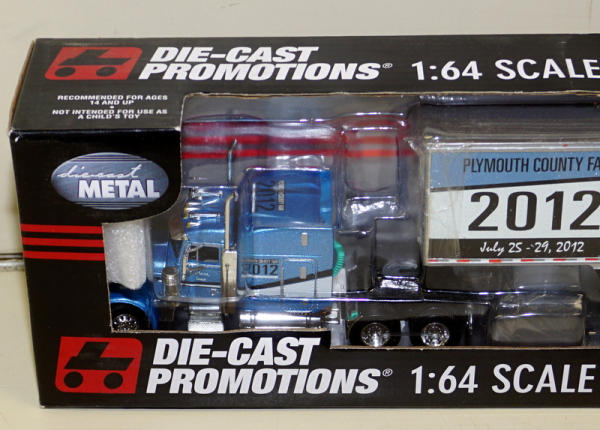 DIE-CAST
PROMOTIONS® 1:64 SCALE
RECOMMENDED FOR AGES
14 AND UP
•
NOT INTENDED FOR USE AS
A CHILD'S TOY
die-cast
METAL
PLYMOUTH COUNTY FA
2012
July 25 - 29, 2012
2012
2012
DIE-CAST
PROMOTIONS® 1:64 SCALE